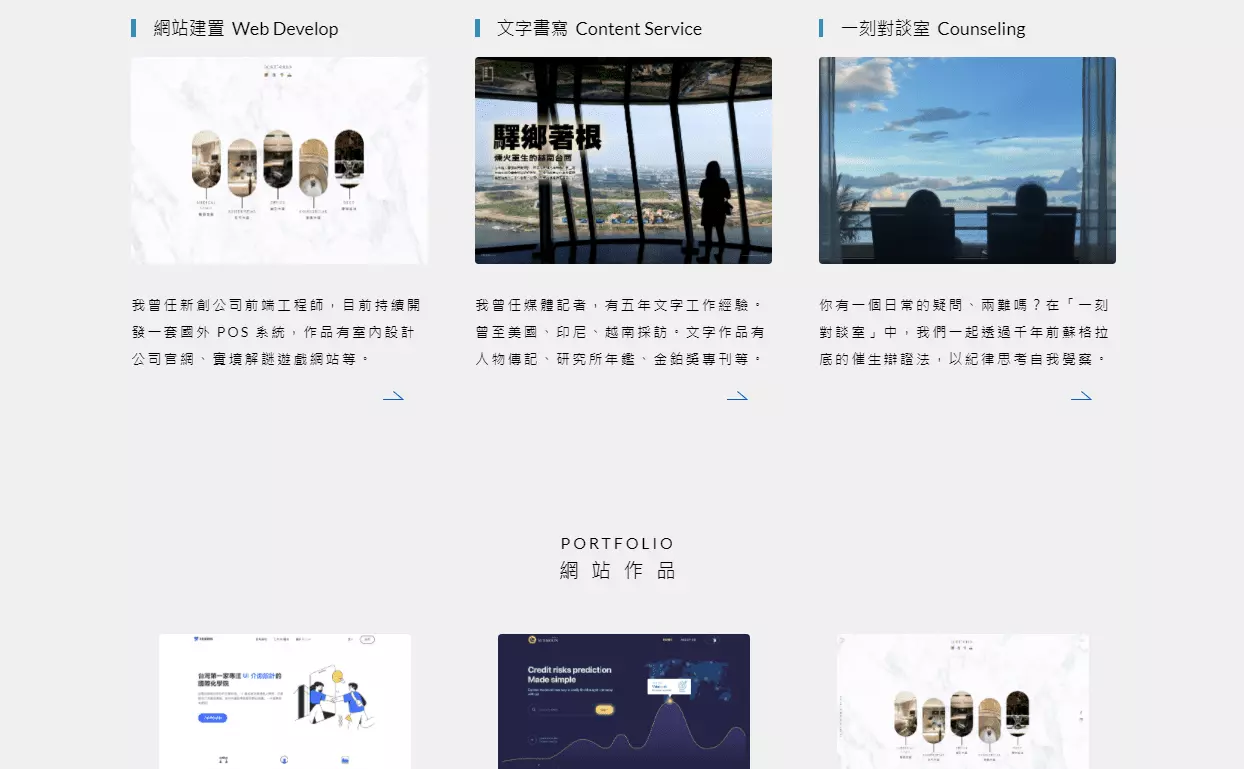 網站建置 Web Develop
文字書寫 Content Service
一刻對談室 Counseling
驛鄉著根
煙火重生的越南台商
我曾任新創公司前端工程師，目前持續開
發一套國外 POS 系統，作品有室內設計
公司官網、實境解謎遊戲網站等。
我曾任媒體記者，有五年文字工作經驗。
曾至美國、印尼、越南採訪。文字作品有
人物傳記、研究所年鑑、金鉑獎專刊等。
你有一個日常的疑問、兩難嗎？在「一刻
對談室」中，我們一起透過千年前蘇格拉
底的催生辯證法，以紀律思考自我覺察。
PORTFOLIO
網站作品
台灣第一家專注 UI 介面設計的
國際化學院
HOME
ABOUT US
Credit risks prediction
Made simple